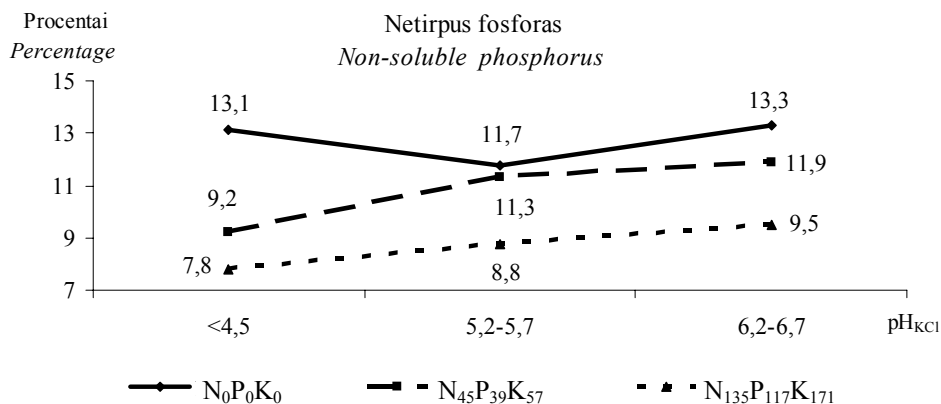 Procentai
Percentage
Netirpus fosforas
Non-soluble phosphorus
15
13
11
9
7
13,1
11,7
13,3
9,2
11,3
11,9
7,8
8,8
9,5
<4,5
5,2-5,7
6,2-6,7
pHKCl
N0P0K0
N45P39K57
N135P117K171